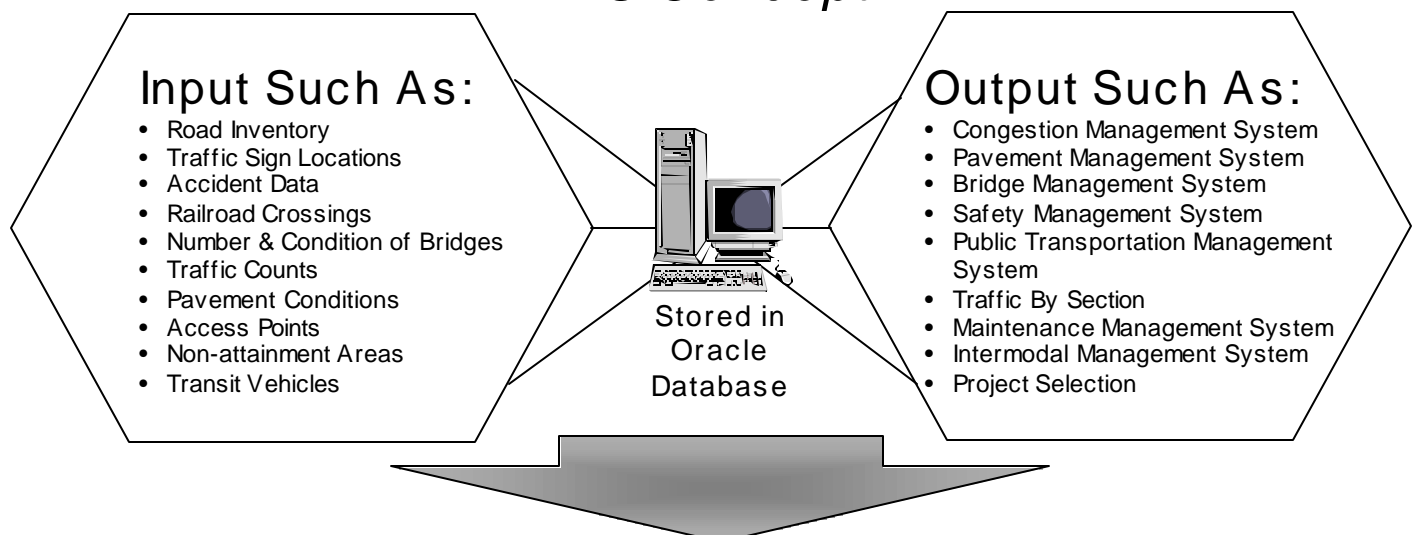 Input Such As:
• Road Inventory
• Traffic Sign Locations
• Accident Data
• Railroad Crossings
• Number & Condition of Bridges
• Traffic Counts
• Pavement Conditions
• Access Points
• Non-attainment Areas
• Transit Vehicles
Stored in
Oracle
Database
Output Such As:
• Congestion Management System
• Pavement Management System
• Bridge Management System
• Safety Management System
• Public Transportation Management
System
• Traffic By Section
• Maintenance Management System
• Intermodal Management System
• Project Selection